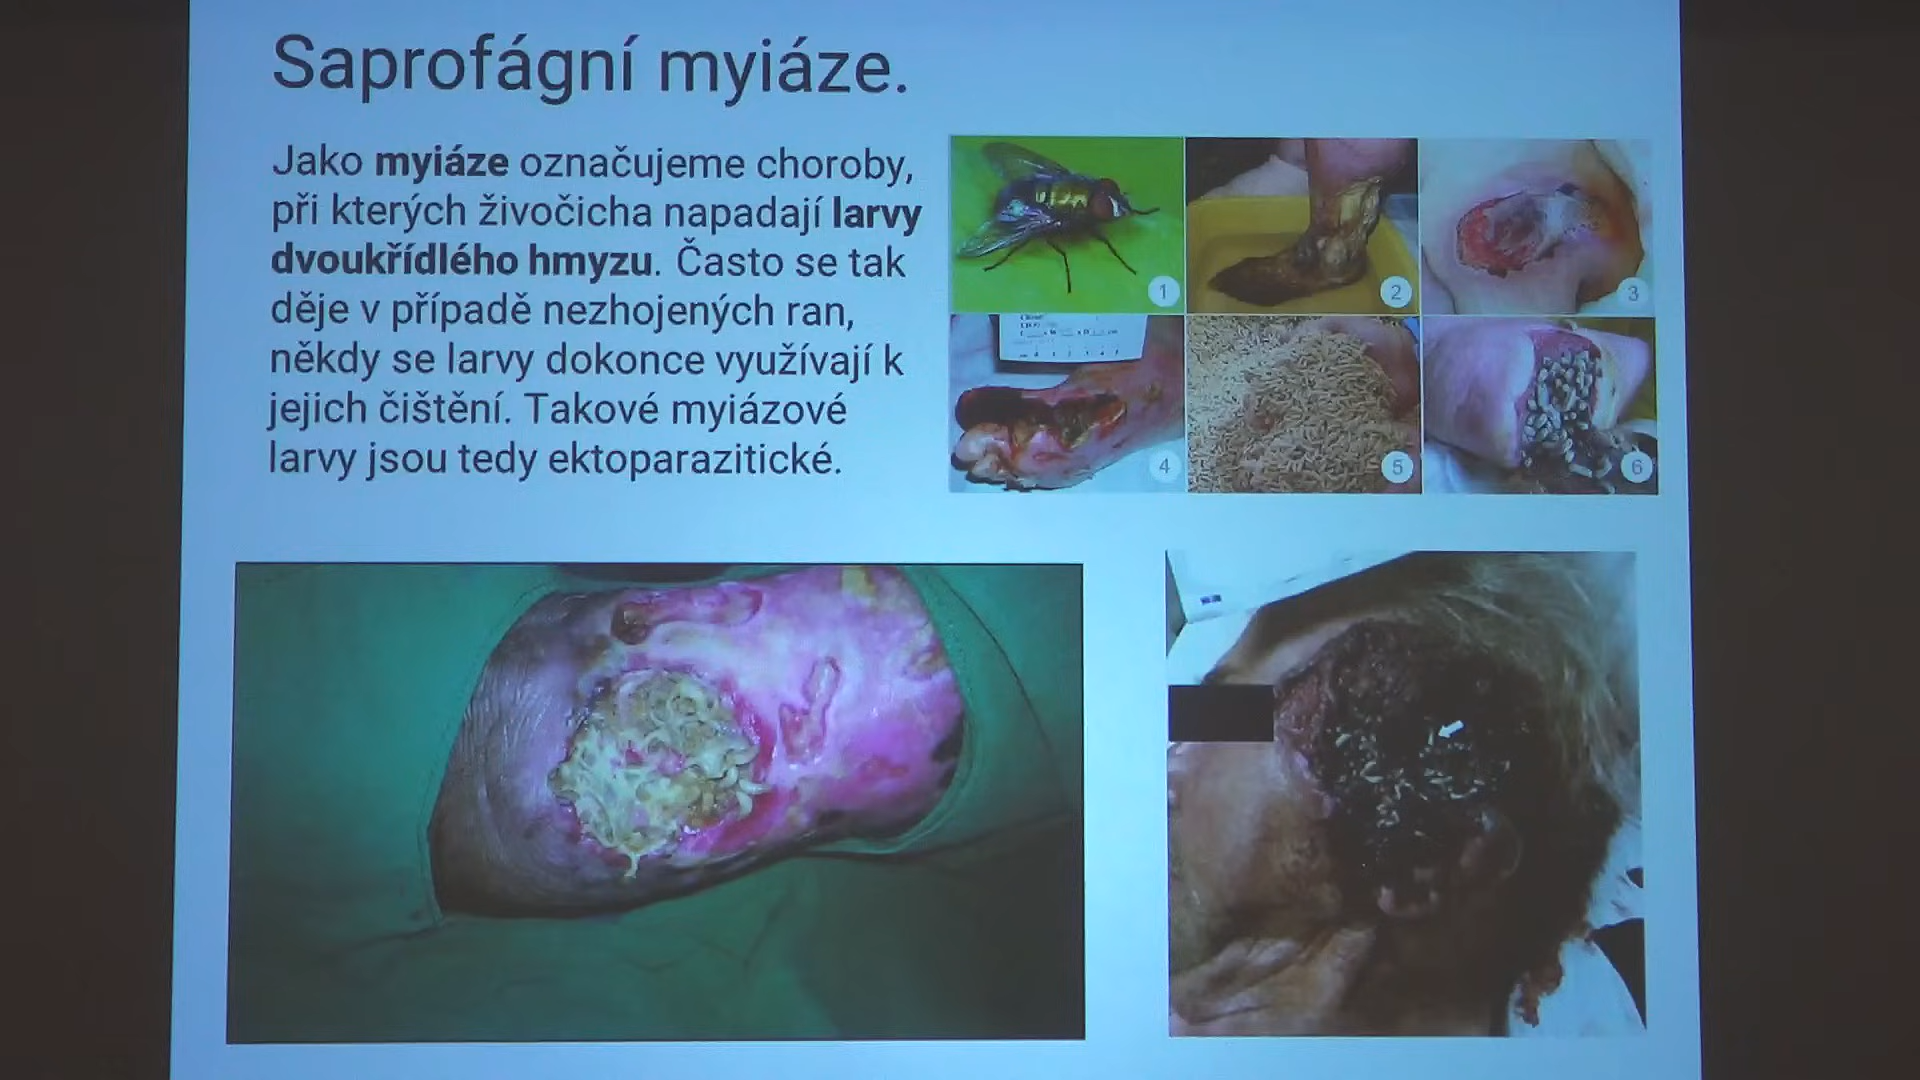 Saprofágní myiáze.
Jako myiáze označujeme choroby,
při kterých živočicha napadají larvy
dvoukřídlého hmyzu. Často se tak
děje v případě nezhojených ran,
někdy se larvy dokonce využívají k
jejich čištění. Takové myiázové
larvy jsou tedy ektoparazitické.
1
2
3
4
5
6